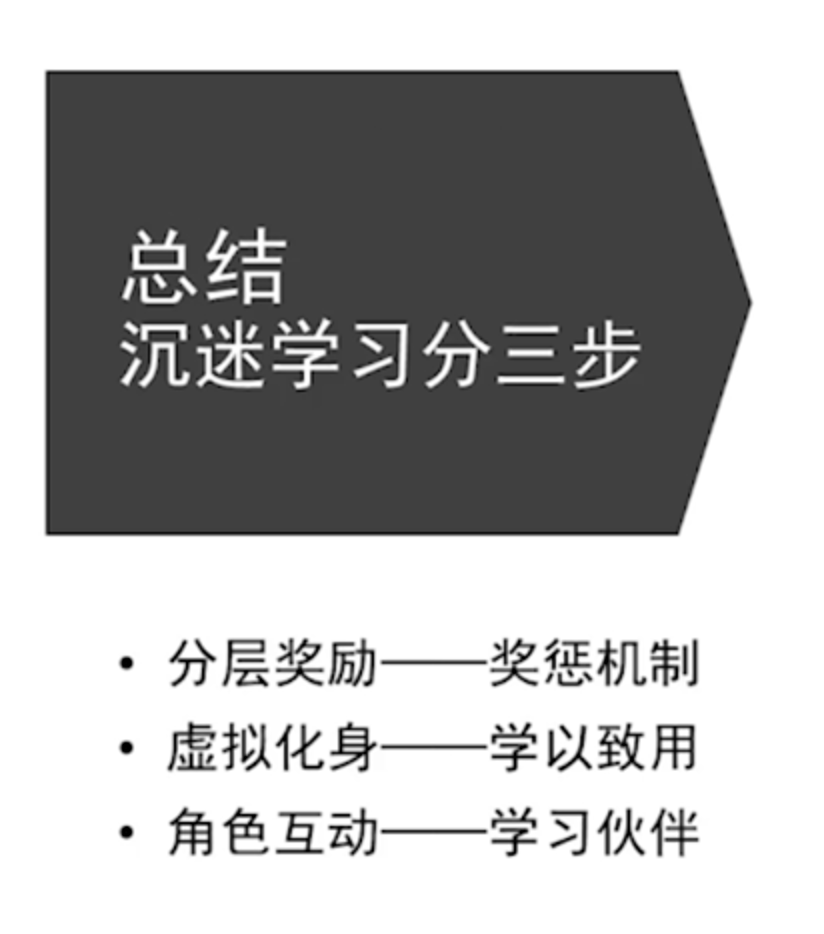 总结
沉迷学习分三步
• 分层奖励——奖惩机制
• 虚拟化身——学以致用
• 角色互动——学习伙伴